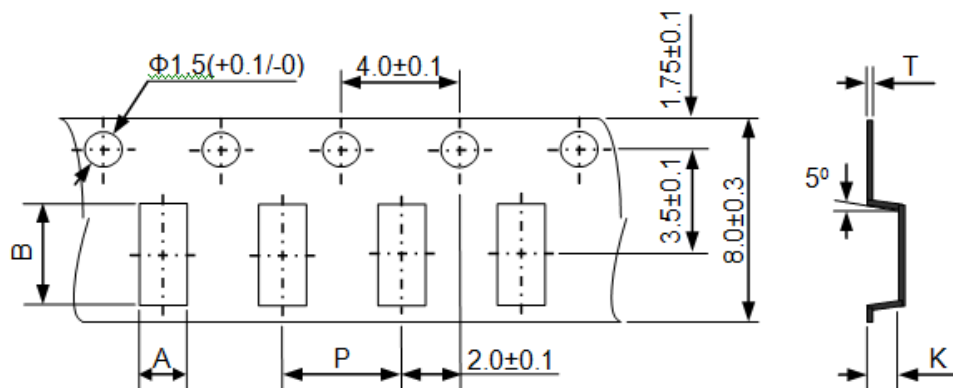 Φ1.5(+0.1/-0)
4.0±0.1
1.75±0.1
T
5⁰
3.5±0.1
8.0±0.3
B
A
P
2.0±0.1
K